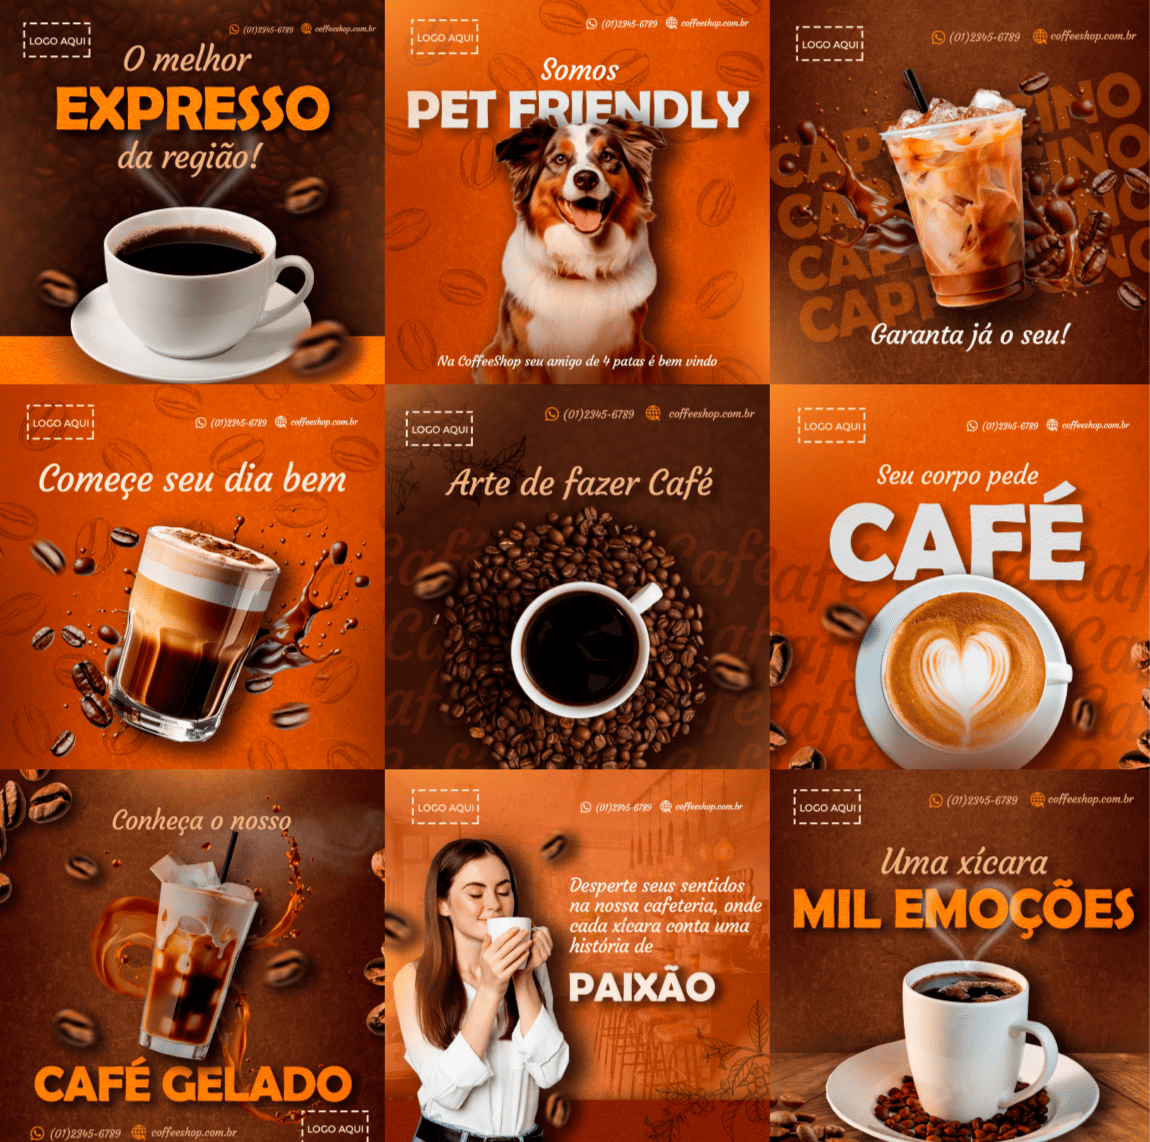 LOGO AQUI
(01)2345-6789 coffeeshop.com.br
O melhor
EXPRESSO
da região!
LOGO AQUI
(01)2345-6789 coffeeshop.com.br
Somos
PET FRIENDLY
Na CoffeeShop seu amigo de 4 patas é bem vindo
LOGO AQUI
(01)2345-6789 coffeeshop.com.br
Garanta já o seu!
LOGO AQUI
(01)2345-6789 coffeeshop.com.br
Começe seu dia bem
LOGO AQUI
(01)2345-6789 coffeeshop.com.br
Arte de fazer Café
LOGO AQUI
(01)2345-6789 coffeeshop.com.br
Seu corpo pede
CAFÉ
Conheça o nosso
CAFÉ GELADO
(01)2345-6789 coffeeshop.com.br
LOGO AQUI
LOGO AQUI
(01)2345-6789 coffeeshop.com.br
Desperte seus sentidos
na nossa cafeteria, onde
cada xícara conta uma
história de
PAIXÃO
LOGO AQUI
(01)2345-6789 coffeeshop.com.br
Uma xícara
MIL EMOÇÕES